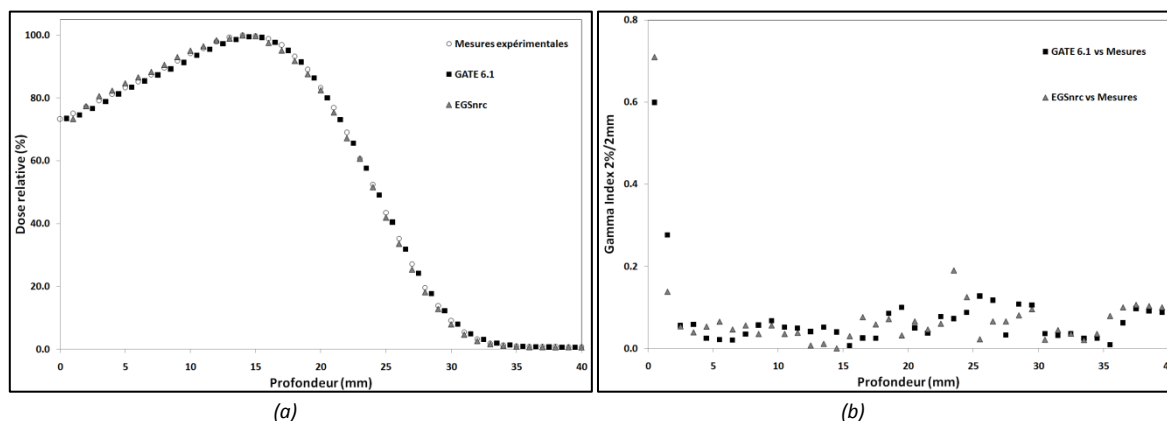 100.0
80.0
60.0
40.0
20.0
0.0
Dose relative (%)
0 5 10 15 20 25 30 35 40
Profondeur (mm)
Mesures expérimentales
GATE 6.1
EGSnrc
(a)
0.8
0.6
0.4
0.2
0.0
Gamma Index 2%/2mm
0 5 10 15 20 25 30 35 40
Profondeur (mm)
GATE 6.1 vs Mesures
EGSnrc vs Mesures
(b)